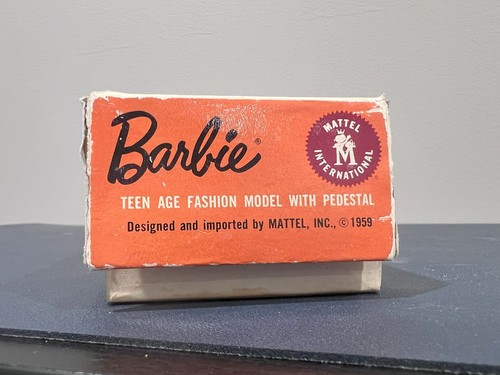 Barbie®
MATTEL
M
INTERNATIONAL
TEEN AGE FASHION MODEL WITH PEDESTAL
Designed and imported by MATTEL, INC., © 1959